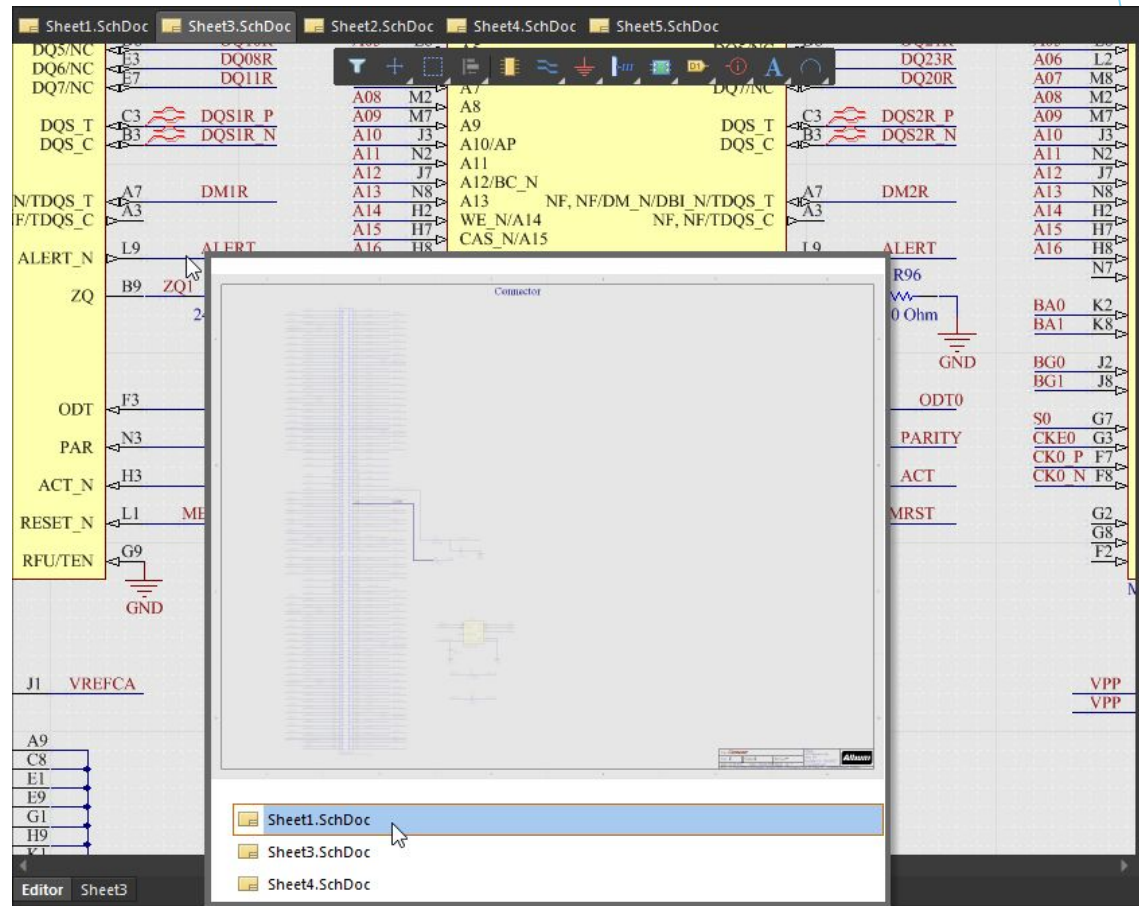 Sheet1.SchDoc Sheet3.SchDoc Sheet2.SchDoc Sheet4.SchDoc Sheet5.SchDoc
DQ5/NC
DQ6/NC E3 DQ08R
DQ7/NC E7 DQ11R
DQS_T C3 DQS1R_P
DQS_C B3 DQS1R_N
N/TDQS_T A7 DM1R
F/TDQS_C A3
ALERT_N L9 ALERT
ZQ B9 ZQ1
24
ODT F3
PAR N3
ACT_N H3
RESET_N L1 ME
RFU/TEN G9
GND
J1 VREFCA
A9
C8
E1
E9
G1
H9
K1
D1
A
A7
A08 M2 A8
A09 M7 A9
A10 J3 A10/AP
A11 N2 A11
A12 J7 A12/BC_N
A13 N8 A13
A14 H2 WE_N/A14
A15 H7 CAS_N/A15
A16 H8
DQ7/NC
DQS_T C3 DQS2R_P
DQS_C B3 DQS2R_N
NF, NF/DM_N/DBI_N/TDQS_T A7 DM2R
NF, NF/TDQS_C A3
L9 ALERT
R96
0 Ohm
GND
ODT0
PARITY
ACT
MRST
DQ23R
DQ20R
A06 L2
A07 M8
A08 M2
A09 M7
A10 J3
A11 N2
A12 J7
A13 N8
A14 H2
A15 H7
A16 H8
N7
BA0 K2
BA1 K8
BG0 J2
BG1 J8
S0 G7
CKE0 G3
CK0_P F7
CK0_N F8
G2
G8
F2
M
VPP
VPP
Connector
Altium
Sheet1.SchDoc
Sheet3.SchDoc
Sheet4.SchDoc
Editor Sheet3